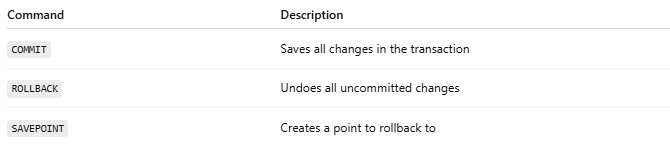 Command Description
COMMIT Saves all changes in the transaction
ROLLBACK Undoes all uncommitted changes
SAVEPOINT Creates a point to rollback to